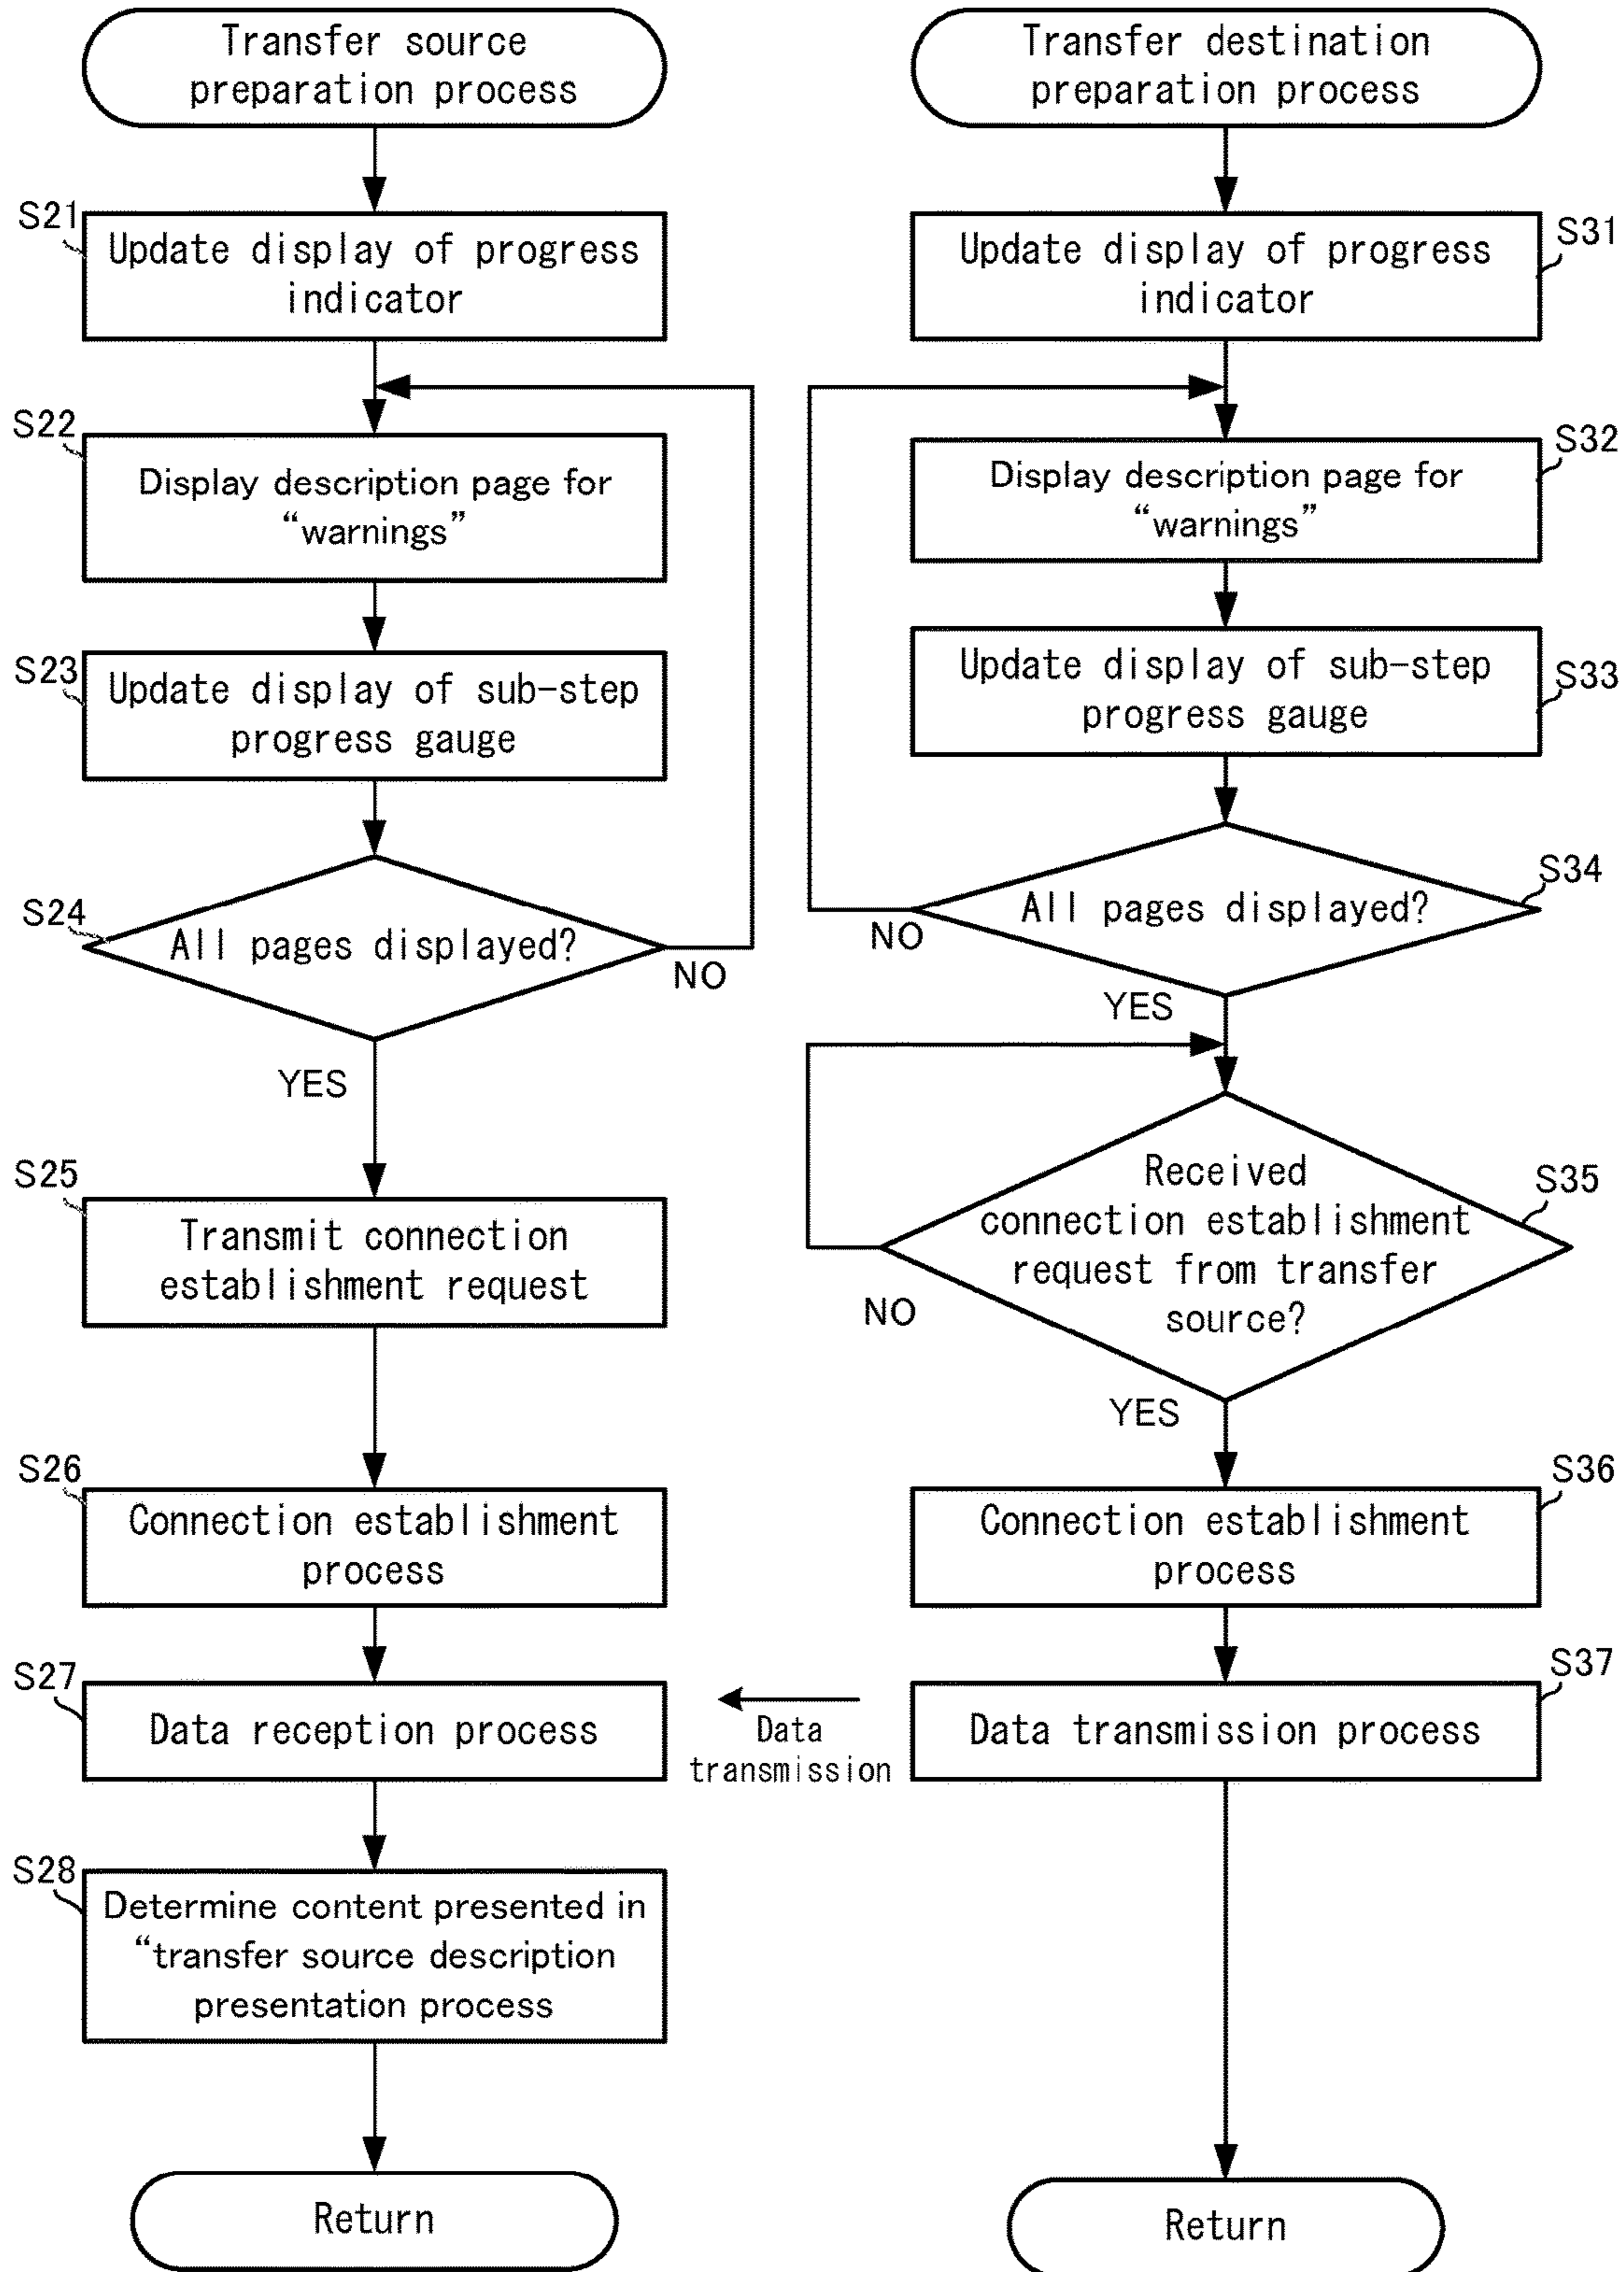 Transfer source
preparation process
S21
Update display of progress
indicator
S22
Display description page for
“warnings”
S23
Update display of sub-step
progress gauge
S24
All pages displayed?
NO
YES
S25
Transmit connection
establishment request
S26
Connection establishment
process
S27
Data reception process
S28
Determine content presented in
“transfer source description
presentation process
Return
Data
transmission
Transfer destination
preparation process
S31
Update display of progress
indicator
S32
Display description page for
“warnings”
S33
Update display of sub-step
progress gauge
S34
All pages displayed?
NO
YES
S35
Received
connection establishment
request from transfer
source?
NO
YES
S36
Connection establishment
process
S37
Data transmission process
Return